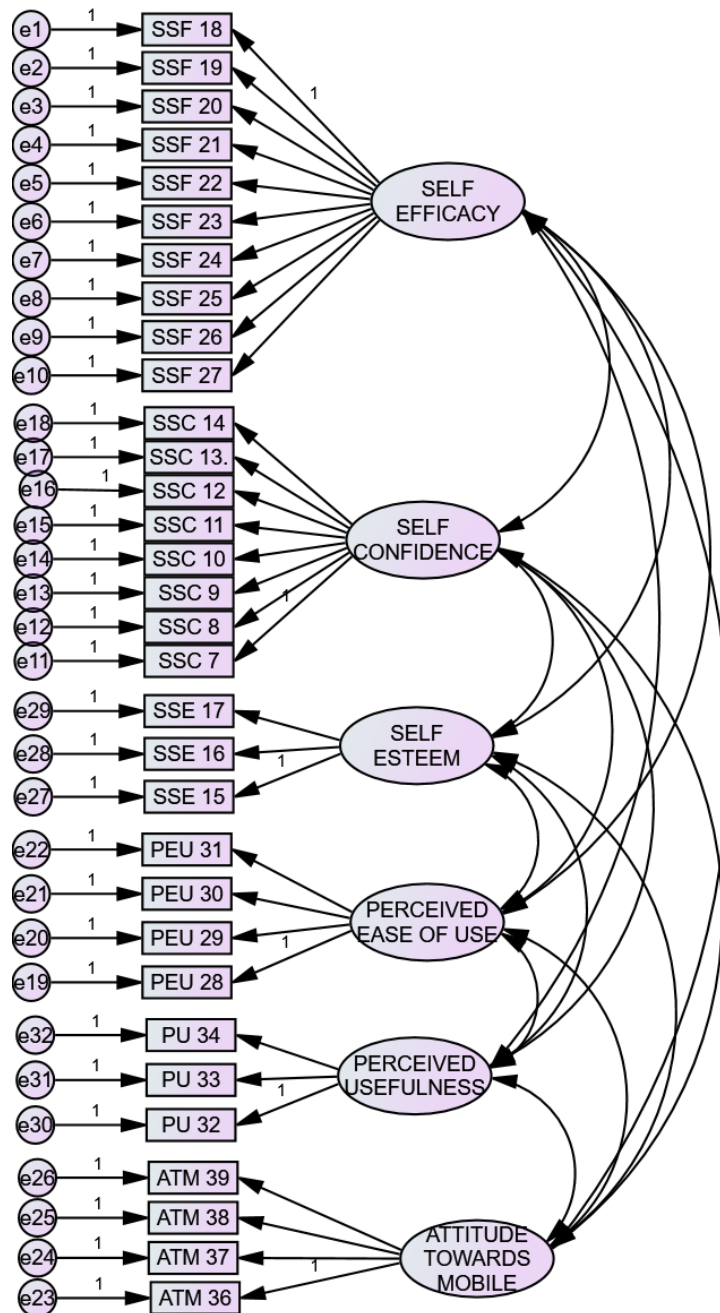 e1 1 SSF 18
e2 1 SSF 19
1
e3 1 SSF 20
e4 1 SSF 21
e5 1 SSF 22
e6 1 SSF 23
e7 1 SSF 24
e8 1 SSF 25
e9 1 SSF 26
e10 1 SSF 27
SELF
EFFICACY
e18 1 SSC 14
e17 1 SSC 13.
e16 1 SSC 12
e15 1 SSC 11
e14 1 SSC 10
e13 1 SSC 9
1
e12 1 SSC 8
e11 1 SSC 7
SELF
CONFIDENCE
e29 1 SSE 17
e28 1 SSE 16
1
e27 1 SSE 15
SELF
ESTEEM
e22 1 PEU 31
e21 1 PEU 30
e20 1 PEU 29
1
e19 1 PEU 28
PERCEIVED
EASE OF USE
e32 1 PU 34
e31 1 PU 33
1
e30 1 PU 32
PERCEIVED
USEFULNESS
e26 1 ATM 39
e25 1 ATM 38
e24 1 ATM 37
1
e23 1 ATM 36
ATTITUDE
TOWARDS
MOBILE